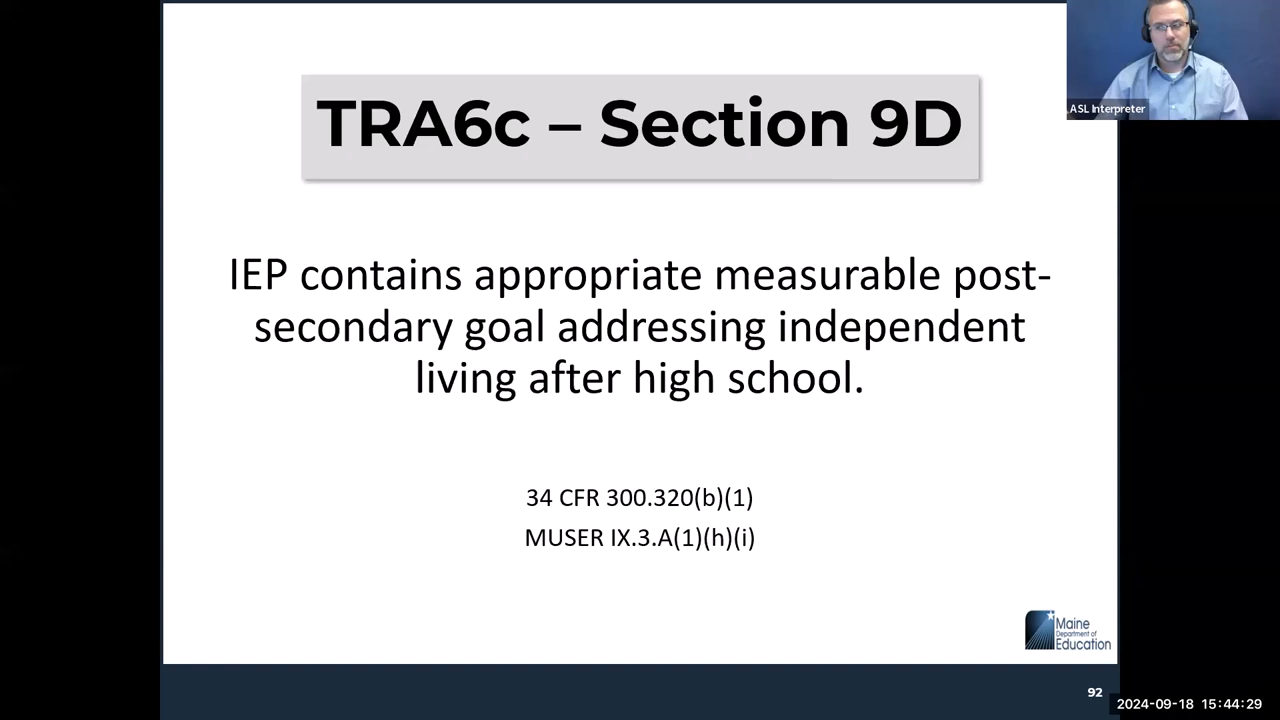 TRA6c – Section 9D
ASL Interpreter
IEP contains appropriate measurable post-
secondary goal addressing independent
living after high school.
34 CFR 300.320(b)(1)
MUSER IX.3.A(1)(h)(i)
Maine
Department of
Education
92
2024-09-18 15:44:29